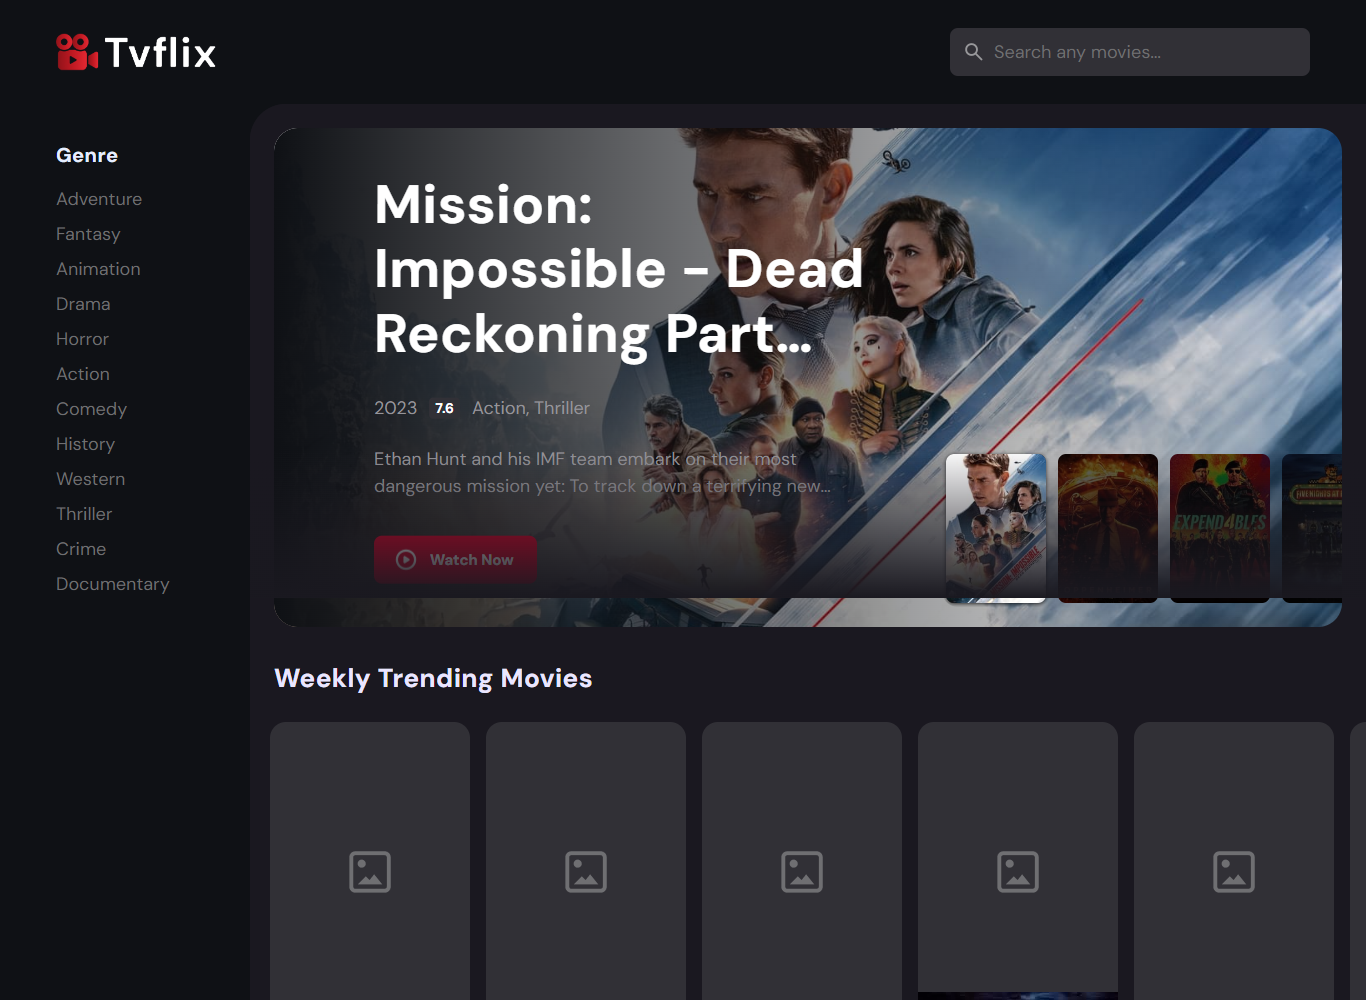 Tvflix
Search any movies...
Genre
Adventure
Fantasy
Animation
Drama
Horror
Action
Comedy
History
Western
Thriller
Crime
Documentary
Mission:
Impossible - Dead
Reckoning Part...
2023 7.6 Action, Thriller
Ethan Hunt and his IMF team embark on their most
dangerous mission yet: To track down a terrifying new...
Watch Now
EXPEND4BLES
Weekly Trending Movies